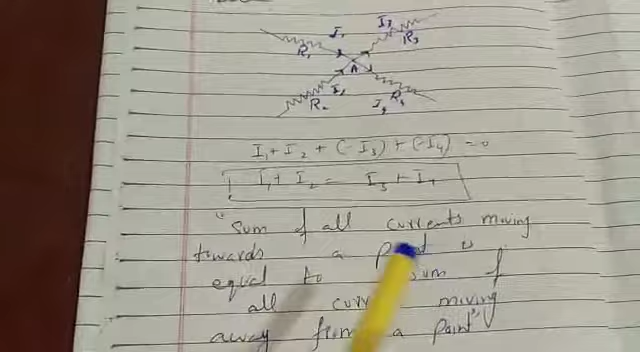 I₁ I₃
R₁ R₃
A
R₂ I₂ R₄
I₄
I₁ + I₂ + (-I₃) + (-I₄) = 0
I₁ + I₂ = I₃ + I₄
"Sum of all currents moving
towards a point is
equal to sum of
all moving
away from a point"